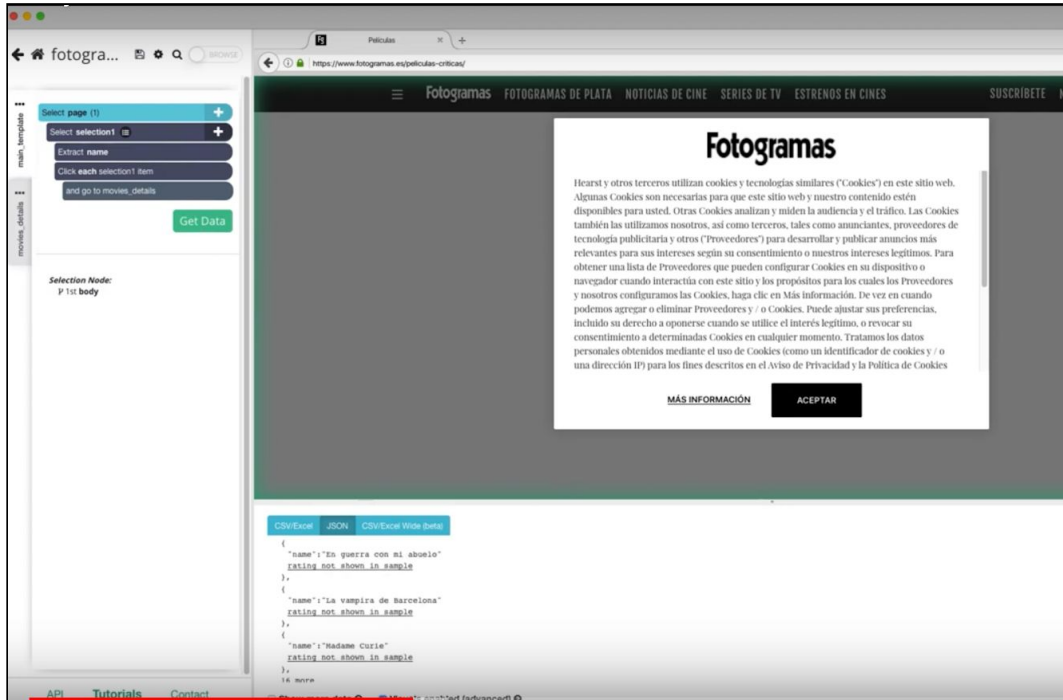 fotogra...
BROWSE
Select page (1)
Select selection1
Extract name
Click each selection1 item
and go to movies_details
main_template
movies_details
Get Data
Selection Node:
1st body
API Tutorials Contact
Películas
https://www.fotogramas.es/peliculas-criticas/
Fotogramas FOTOGRAMAS DE PLATA NOTICIAS DE CINE SERIES DE TV ESTRENOS EN CINES SUSCRÍBETE
Fotogramas
Hearst y otros terceros utilizan cookies y tecnologías similares ("Cookies") en este sitio web.
Algunas Cookies son necesarias para que este sitio web y nuestro contenido estén
disponibles para usted. Otras Cookies analizan y miden la audiencia y el tráfico. Las Cookies
también las utilizamos nosotros, así como terceros, tales como anunciantes, proveedores de
tecnología publicitaria y otros ("Proveedores") para desarrollar y publicar anuncios más
relevantes para sus intereses según su consentimiento o nuestros intereses legítimos. Para
obtener una lista de Proveedores que pueden configurar Cookies en su dispositivo o
navegador cuando interactúa con este sitio y los propósitos para los cuales los Proveedores
y nosotros configuramos las Cookies, haga clic en Más información. De vez en cuando
podemos agregar o eliminar Proveedores y / o Cookies. Puede ajustar sus preferencias,
incluido su derecho a oponerse cuando se utilice el interés legítimo, o revocar su
consentimiento a determinadas Cookies en cualquier momento. Tratamos los datos
personales obtenidos mediante el uso de Cookies (como un identificador de cookies y / o
una dirección IP) para los fines descritos en el Aviso de Privacidad y la Política de Cookies
MÁS INFORMACIÓN ACEPTAR
CSV/Excel JSON CSV/Excel Wide (beta)
{
"name":"En guerra con mi abuelo"
rating not shown in sample
},
{
"name":"La vampira de Barcelona"
rating not shown in sample
},
{
"name":"Madame Curie"
rating not shown in sample
},
16 more
Show more data enabled (advanced)